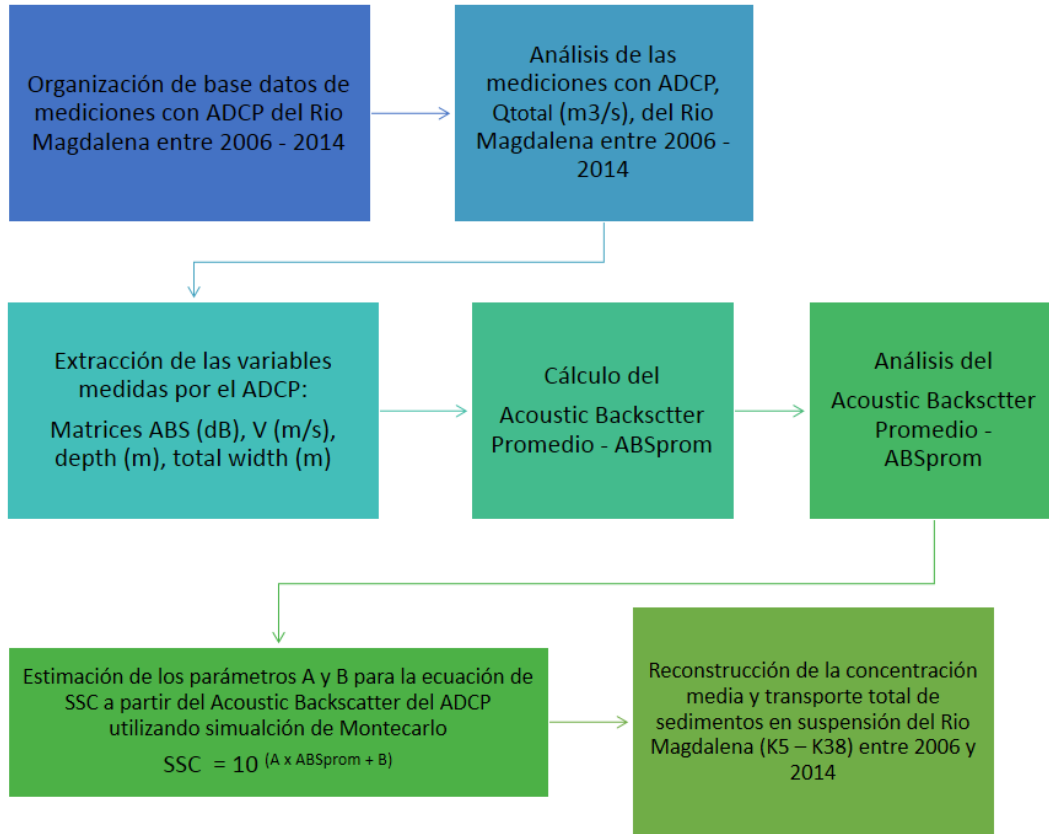 Organización de base datos de
mediciones con ADCP del Rio
Magdalena entre 2006 - 2014
Análisis de las
mediciones con ADCP,
Qtotal (m3/s), del Rio
Magdalena entre 2006 -
2014
Extracción de las variables
medidas por el ADCP:
Matrices ABS (dB), V (m/s),
depth (m), total width (m)
Cálculo del
Acoustic Backsctter
Promedio - ABSprom
Análisis del
Acoustic Backsctter
Promedio -
ABSprom
Estimación de los parámetros A y B para la ecuación de
SSC a partir del Acoustic Backscatter del ADCP
utilizando simualción de Montecarlo
SSC = 10 (A x ABSprom + B)
Reconstrucción de la concentración
media y transporte total de
sedimentos en suspensión del Rio
Magdalena (K5 – K38) entre 2006 y
2014